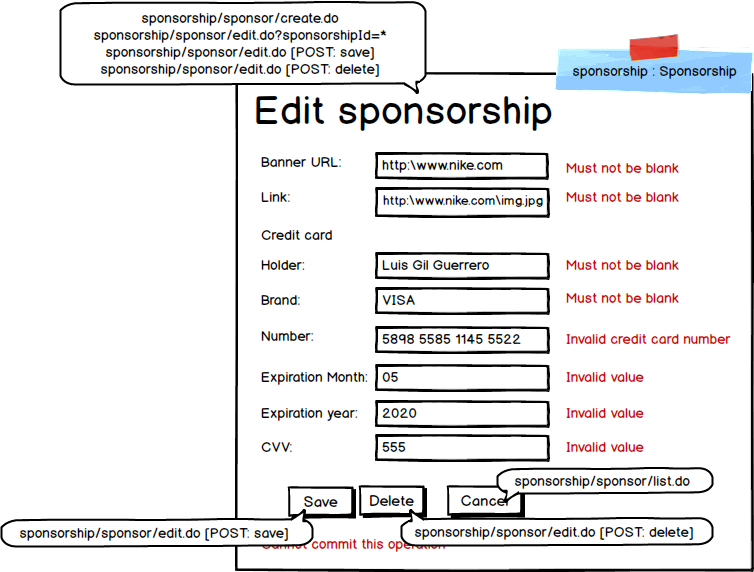 sponsorship/sponsor/create.do
sponsorship/sponsor/edit.do?sponsorshipId=*
sponsorship/sponsor/edit.do [POST: save]
sponsorship/sponsor/edit.do [POST: delete]
sponsorship : Sponsorship
Edit sponsorship
Banner URL: http:\www.nike.com Must not be blank
Link: http:\www.nike.com\img.jpg Must not be blank
Credit card
Holder: Luis Gil Guerrero Must not be blank
Brand: VISA Must not be blank
Number: 5898 5585 1145 5522 Invalid credit card number
Expiration Month: 05 Invalid value
Expiration year: 2020 Invalid value
CVV: 555 Invalid value
sponsorship/sponsor/list.do
Save Delete Cancel
sponsorship/sponsor/edit.do [POST: save] sponsorship/sponsor/edit.do [POST: delete]
Cannot commit this operation